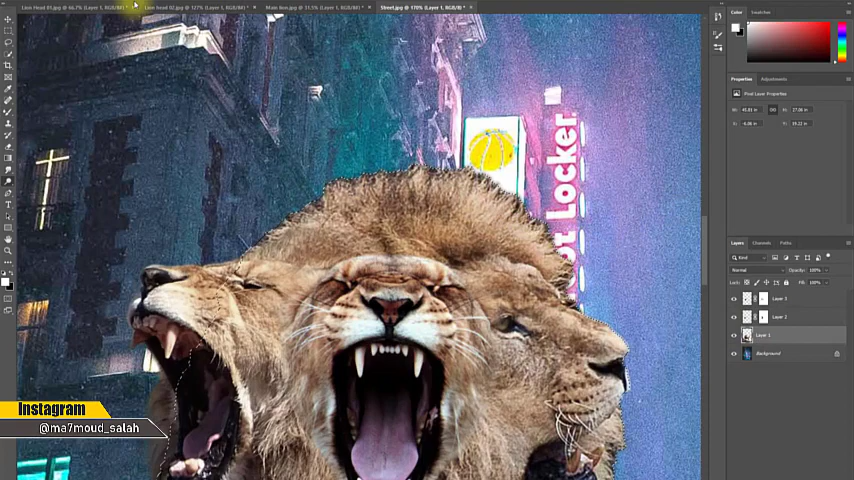 Lion Head 01.jpg @ 66.7% (Layer 1, RGB/8#) *
Lion head 02.jpg @ 127% (Layer 1, RGB/8#) *
Main lion.jpg @ 51.5% (Layer 1, RGB/8#) *
Street.jpg @ 170% (Layer 1, RGB/8#) *
Color
Swatches
Properties
Adjustments
Pixel Layer Properties
ot Locker
Layers
Channels
Paths
Kind
Normal
Opacity: 100%
Lock:
Fill: 100%
Layer 3
Layer 2
Layer 1
Background
Instagram
@ma7moud_salah